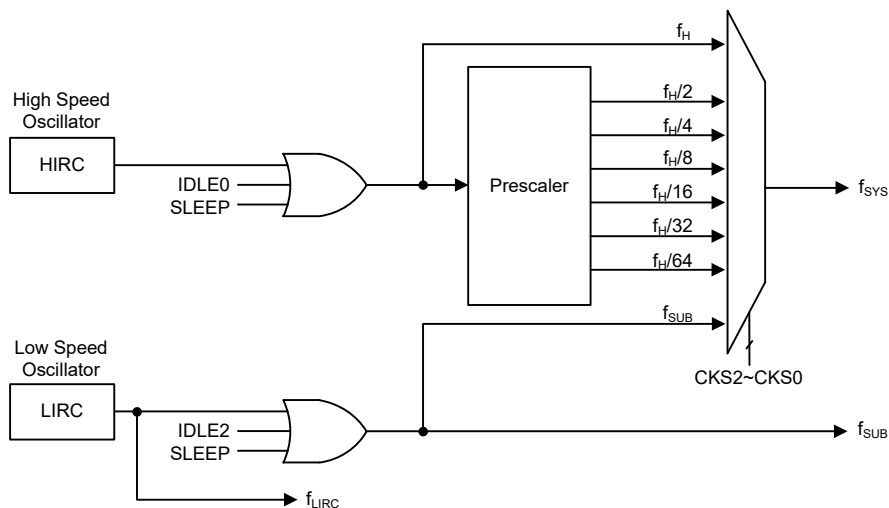 High Speed
Oscillator
HIRC
IDLE0
SLEEP
Prescaler
fH
fH/2
fH/4
fH/8
fH/16
fH/32
fH/64
fSUB
CKS2~CKS0
fSYS
Low Speed
Oscillator
LIRC
IDLE2
SLEEP
fLIRC
fSUB